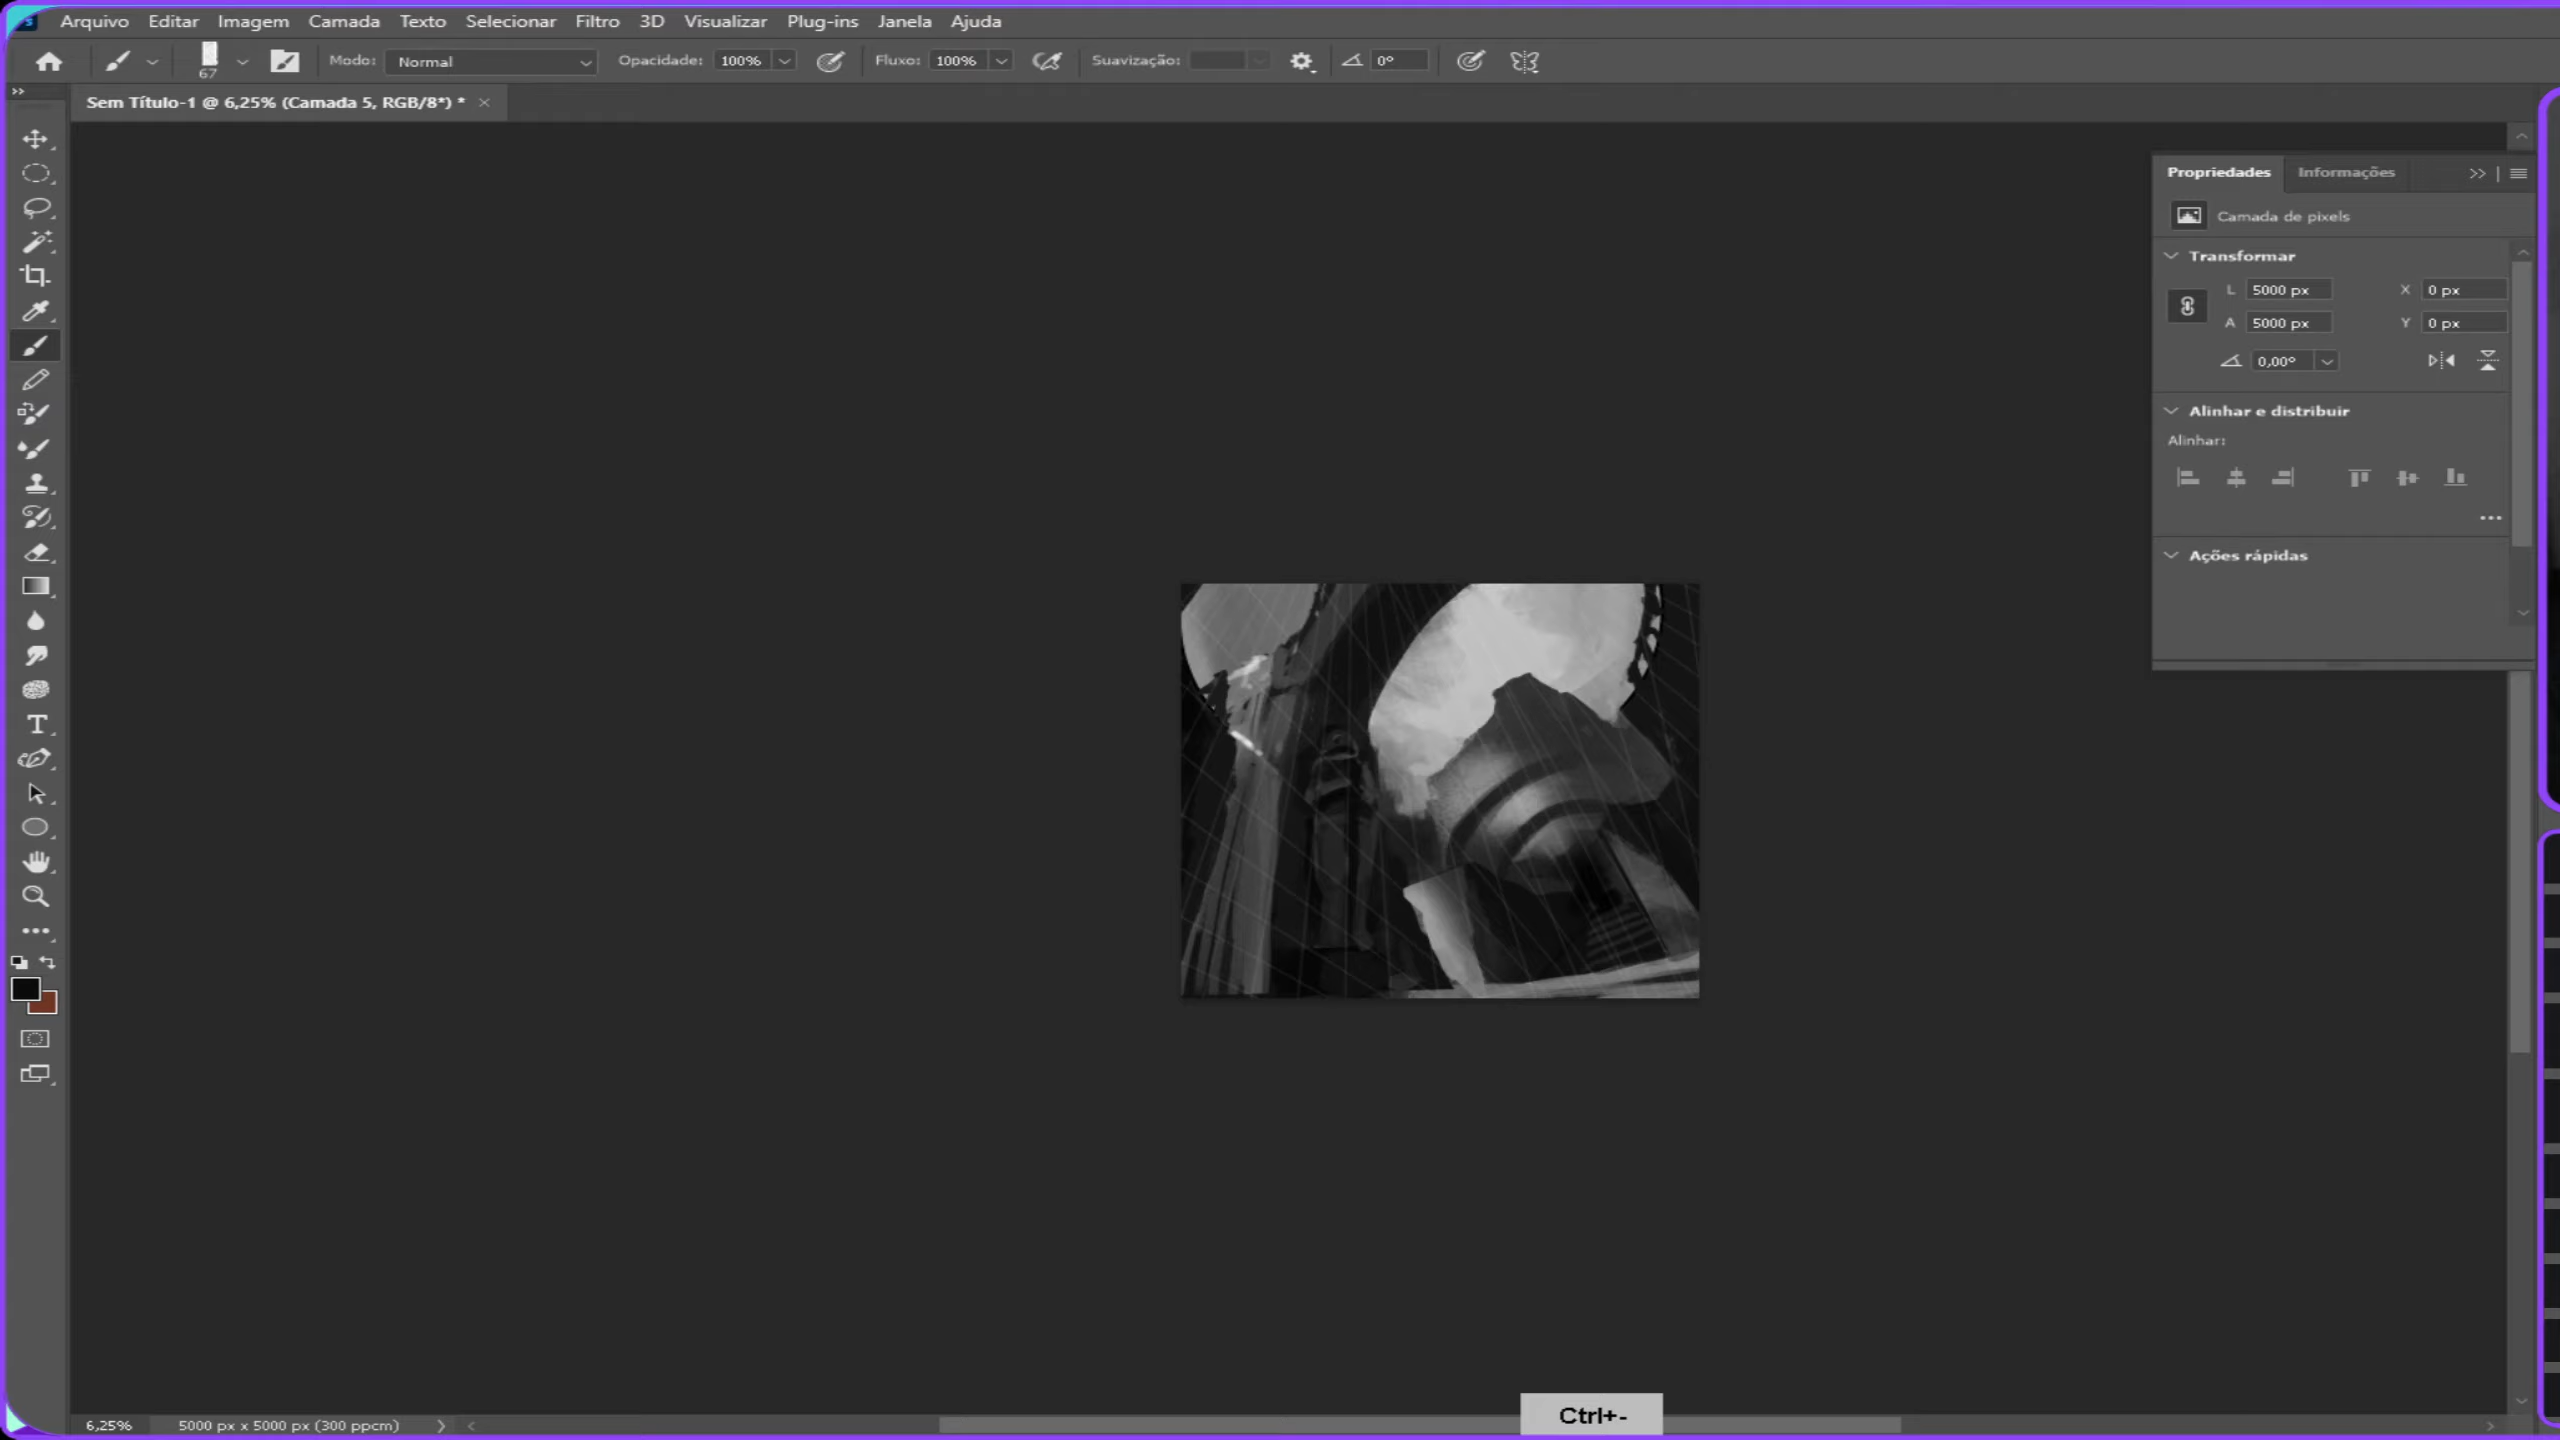 Arquivo Editar Imagem Camada Texto Selecionar Filtro 3D Visualizar Plug-ins Janela Ajuda
67 Modo: Normal Opacidade: 100% Fluxo: 100% Suavização: 0°
Sem Título-1 @ 6,25% (Camada 5, RGB/8*) * ×
Propriedades Informações
Camada de pixels
Transformar
L 5000 px X 0 px
A 5000 px Y 0 px
0,00°
Alinhar e distribuir
Alinhar:
Ações rápidas
Ctrl+-
6,25% 5000 px x 5000 px (300 ppcm)